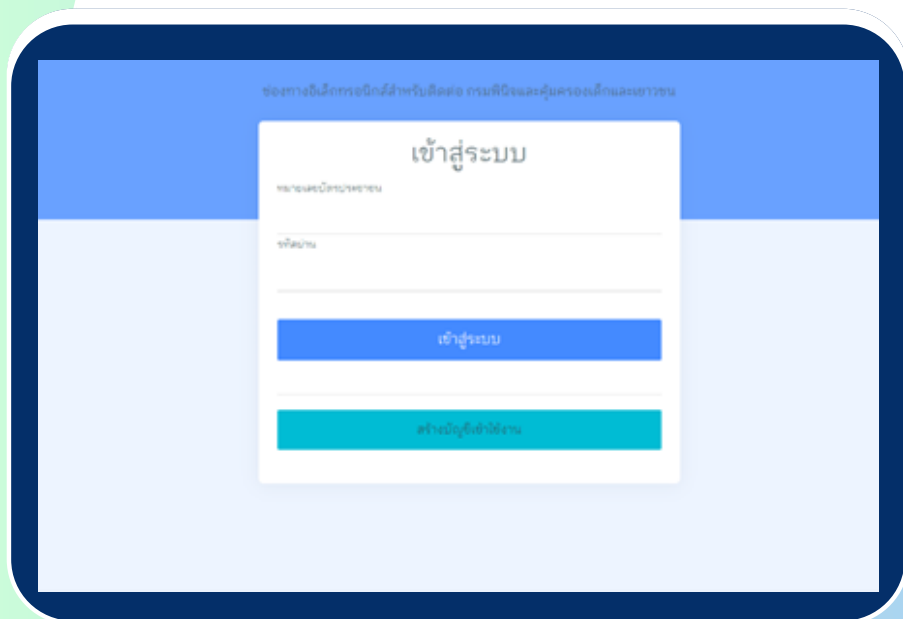 ช่องทางอิเล็กทรอนิกส์สำหรับติดต่อ กรมพินิจและคุ้มครองเด็กและเยาวชน
เข้าสู่ระบบ
หมายเลขบัตรประชาชน
รหัสผ่าน
เข้าสู่ระบบ
สร้างบัญชีเข้าใช้งาน